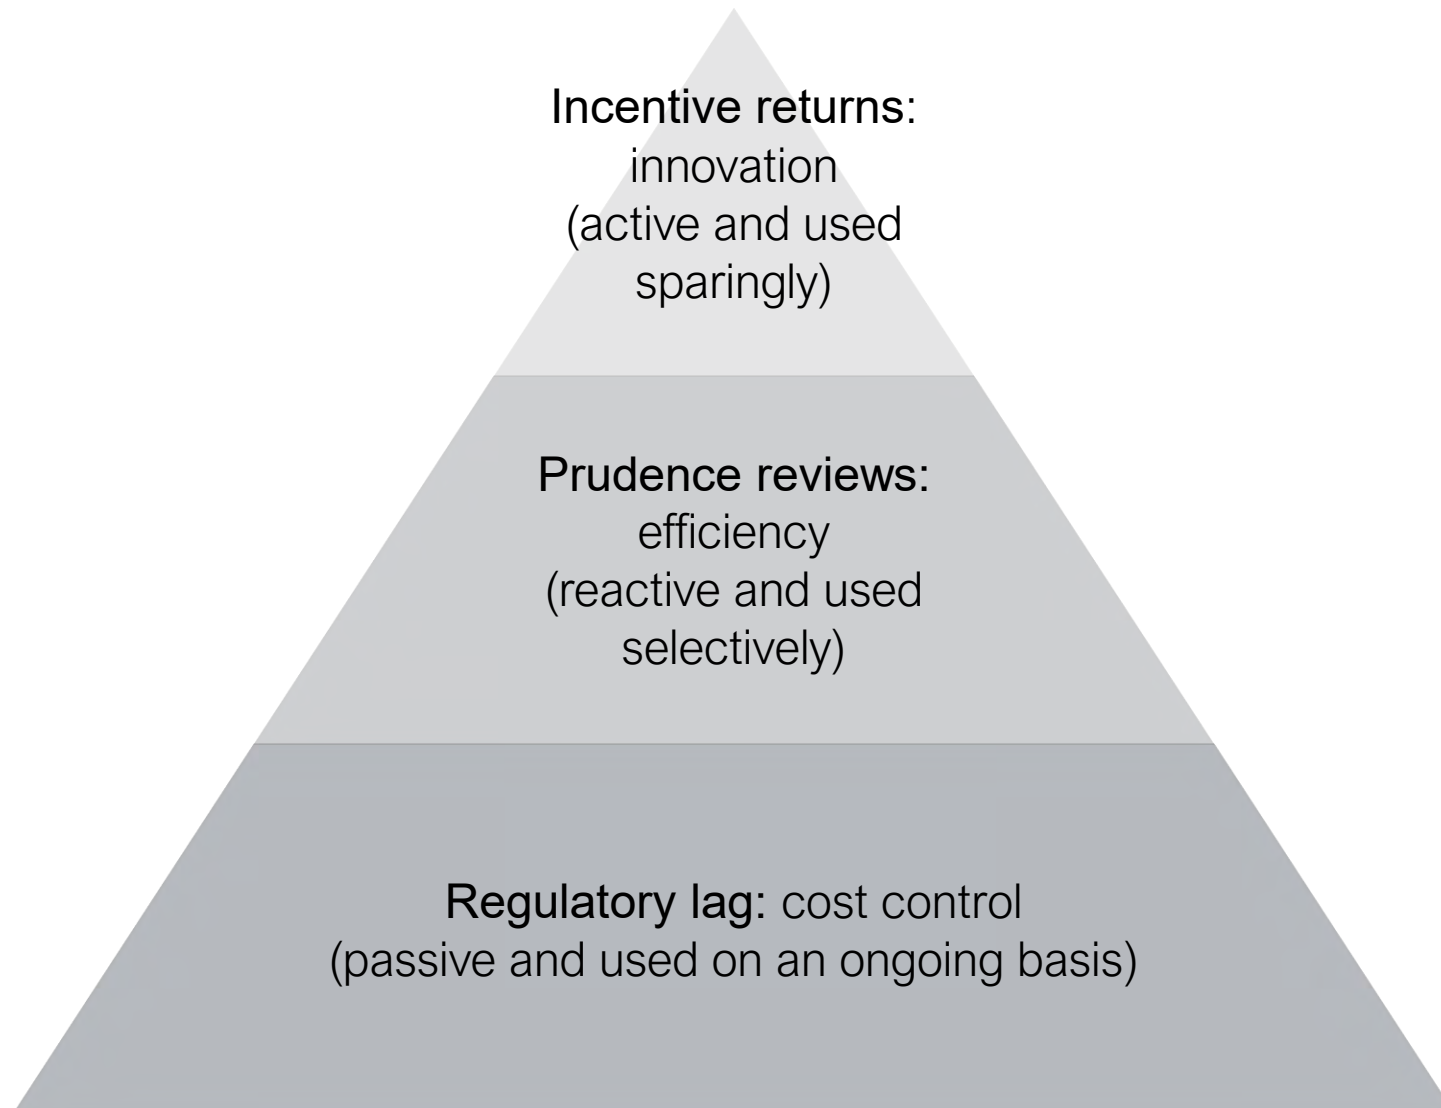 Incentive returns:
innovation
(active and used
sparingly)
Prudence reviews:
efficiency
(reactive and used
selectively)
Regulatory lag: cost control
(passive and used on an ongoing basis)